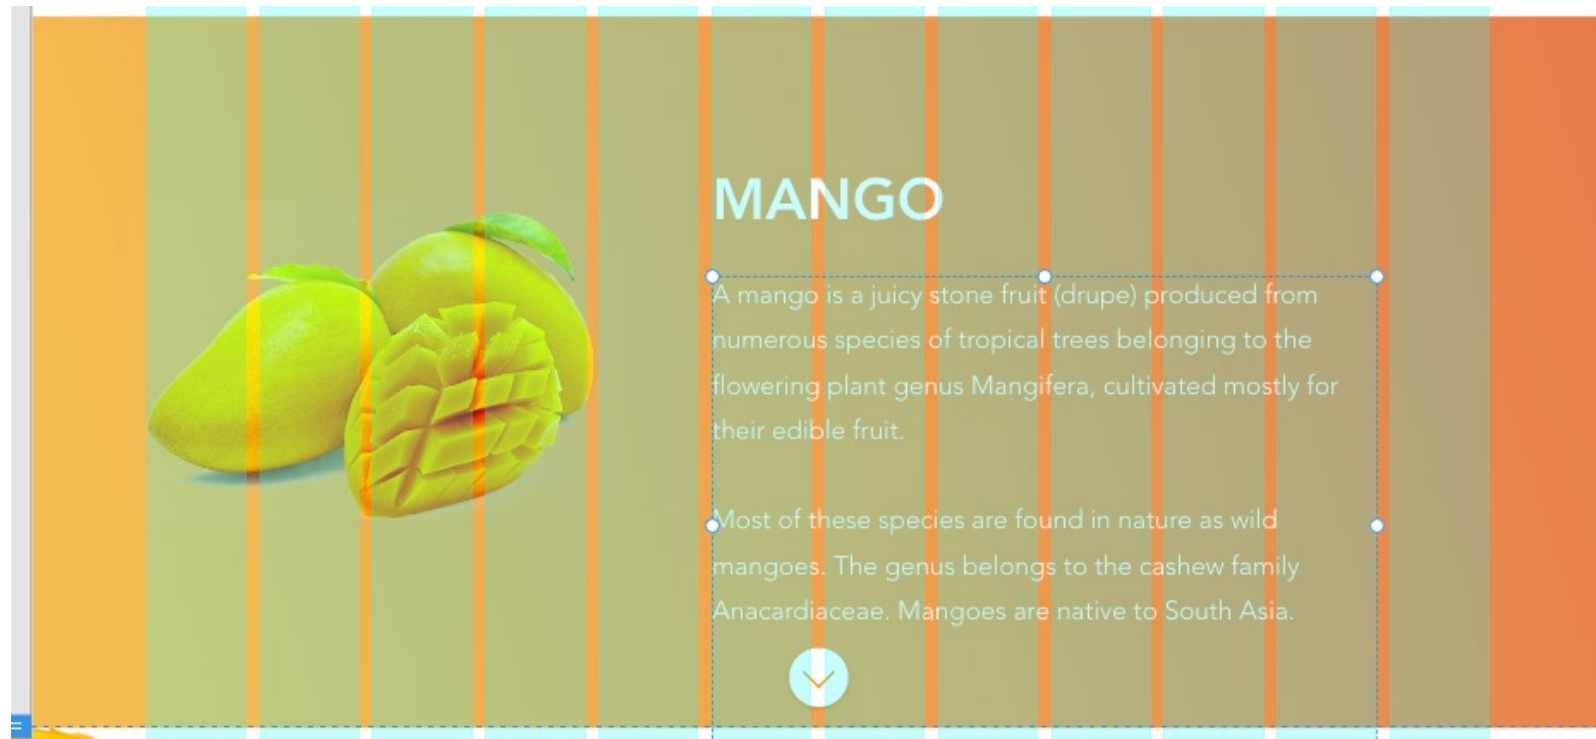 MANGO
A mango is a juicy stone fruit (drupe) produced from
numerous species of tropical trees belonging to the
flowering plant genus Mangifera, cultivated mostly for
their edible fruit.
Most of these species are found in nature as wild
mangoes. The genus belongs to the cashew family
Anacardiaceae. Mangoes are native to South Asia.